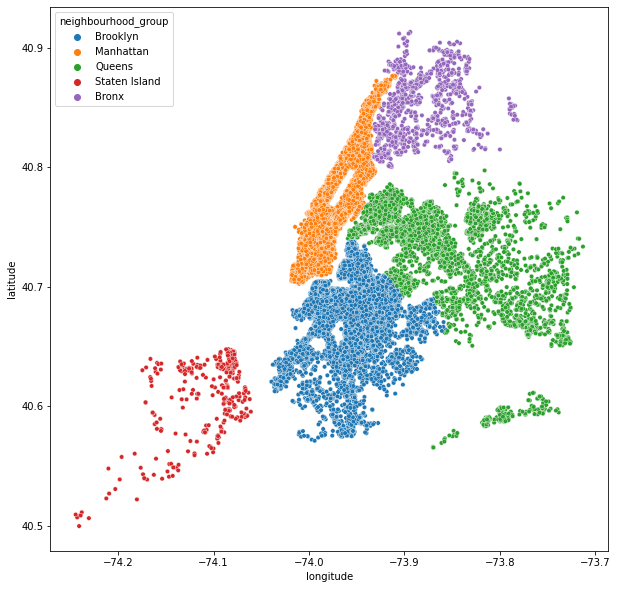 neighbourhood_group
Brooklyn
Manhattan
Queens
Staten Island
Bronx
40.9
40.8
40.7
40.6
40.5
latitude
−74.2
−74.1
−74.0
−73.9
−73.8
−73.7
longitude